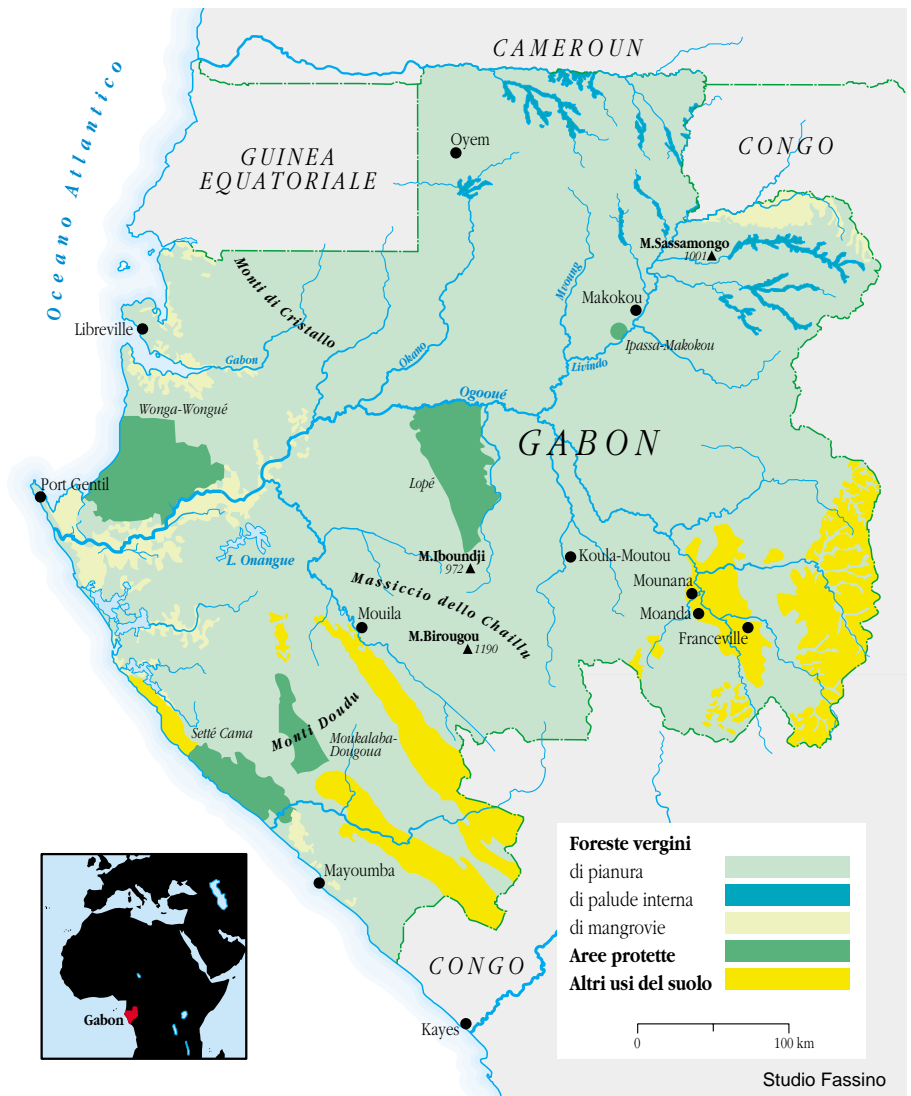 CAMEROUN
Oceano Atlantico
GUINEA
EQUATORIALE
Oyem
CONGO
M.Sassamongo
1001
Monti di Cristallo
Mvoung
Makokou
Libreville
Ipassa-Makokou
Gabon
Okano
Livindo
Ogooué
Wonga-Wongué
GABON
Port Gentil
Lopé
L. Onangue
M.Iboundji
972
Koula-Moutou
Massiccio dello Chaillu
Mounana
Mouila
Moanda
M.Birougou
1190
Franceville
Setté Cama
Monti Doudu
Moukalaba-
Dougoua
Mayoumba
CONGO
Kayes
Gabon
Foreste vergini
di pianura
di palude interna
di mangrovie
Aree protette
Altri usi del suolo
0 100 km
Studio Fassino